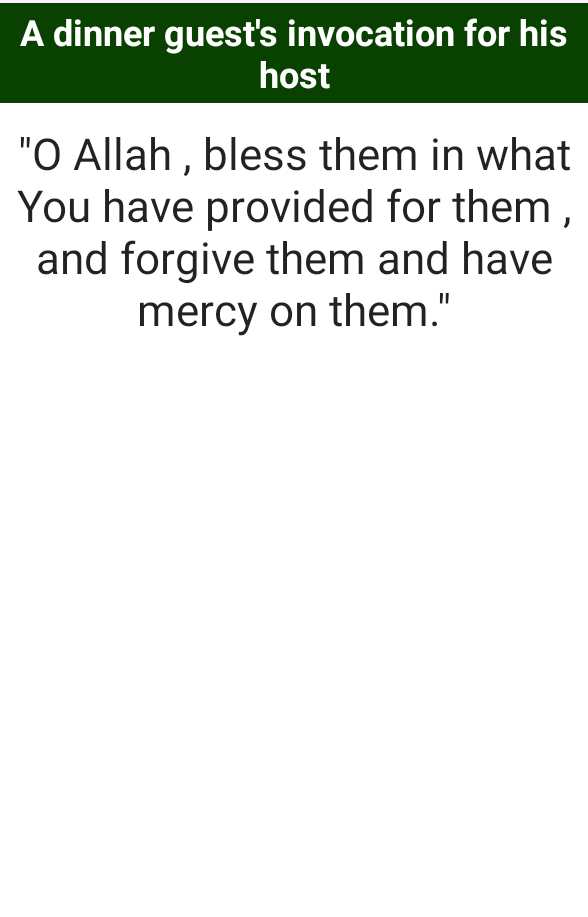 A dinner guest's invocation for his
host
"O Allah , bless them in what
You have provided for them ,
and forgive them and have
mercy on them."